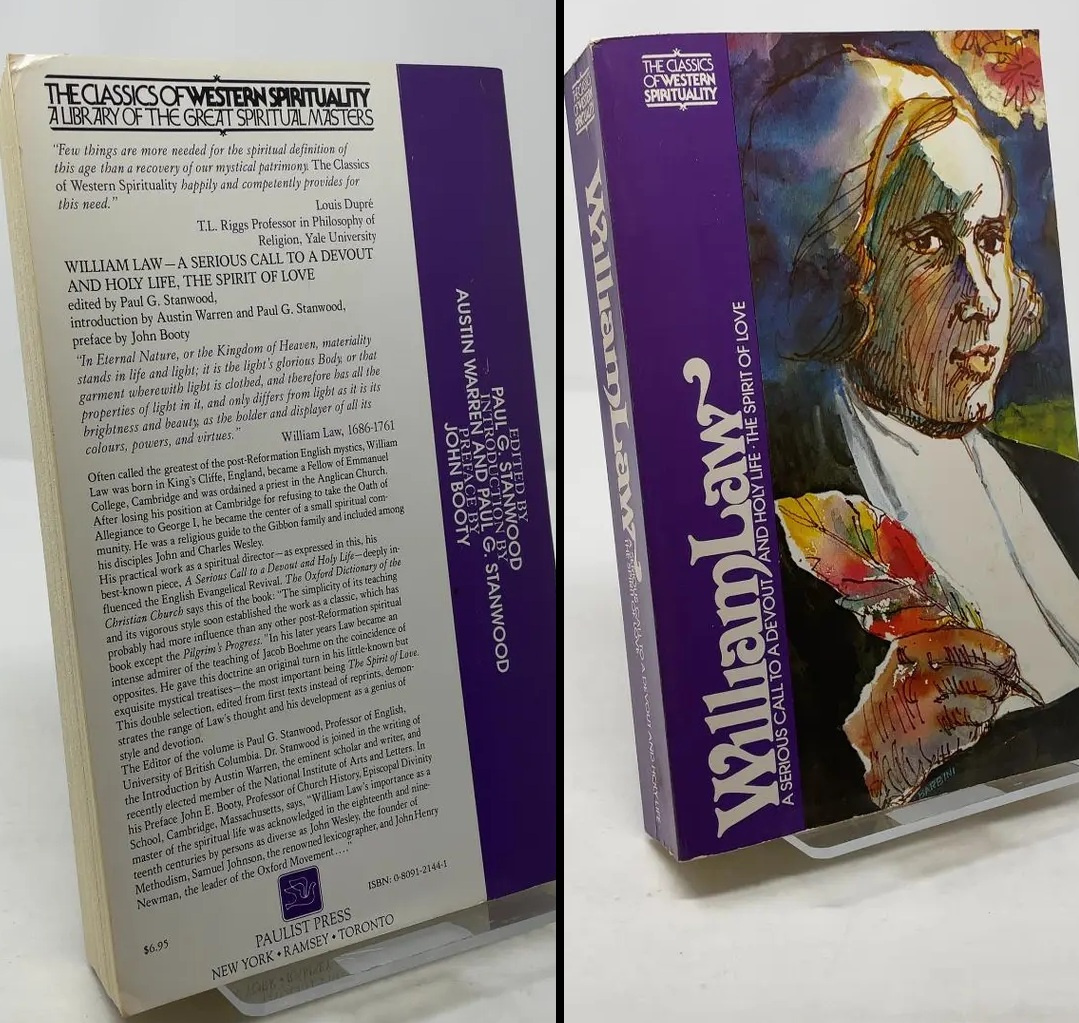 THE CLASSICS OF WESTERN SPIRITUALITY
A LIBRARY OF THE GREAT SPIRITUAL MASTERS
"Few things are more needed for the spiritual definition of
this age than a recovery of our mystical patrimony. The Classics
of Western Spirituality happily and competently provides for
this need."
Louis Dupré
T.L. Riggs Professor in Philosophy of
Religion, Yale University
WILLIAM LAW—A SERIOUS CALL TO A DEVOUT
AND HOLY LIFE, THE SPIRIT OF LOVE
edited by Paul G. Stanwood,
introduction by Austin Warren and Paul G. Stanwood,
preface by John Booty
"In Eternal Nature, or the Kingdom of Heaven, materiality
stands in life and light; it is the light's glorious Body, or that
garment wherewith light is clothed, and therefore has all the
properties of light in it, and only differs from light as it is its
brightness and beauty, as the holder and displayer of all its
colours, powers, and virtues."
William Law, 1686-1761
Often called the greatest of the post-Reformation English mystics, William
Law was born in King's Cliffe, England, became a Fellow of Emmanuel
College, Cambridge and was ordained a priest in the Anglican Church.
After losing his position at Cambridge for refusing to take the Oath of
Allegiance to George I, he became the center of a small spiritual com-
munity. He was a religious guide to the Gibbon family and included among
his disciples John and Charles Wesley.
His practical work as a spiritual director—as expressed in this, his
best-known piece, A Serious Call to a Devout and Holy Life—deeply in-
fluenced the English Evangelical Revival. The Oxford Dictionary of the
Christian Church says this of the book: "The simplicity of its teaching
and its vigorous style soon established the work as a classic, which has
probably had more influence than any other post-Reformation spiritual
book except the Pilgrim's Progress." In his later years Law became an
intense admirer of the teaching of Jacob Boehme on the coincidence of
opposites. He gave this doctrine an original turn in his little-known but
exquisite mystical treatises—the most important being The Spirit of Love.
This double selection, edited from first texts instead of reprints, demon-
strates the range of Law's thought and his development as a genius of
style and devotion.
The Editor of the volume is Paul G. Stanwood, Professor of English,
University of British Columbia. Dr. Stanwood is joined in the writing of
the Introduction by Austin Warren, the eminent scholar and writer, and
recently elected member of the National Institute of Arts and Letters. In
his Preface John E. Booty, Professor of Church History, Episcopal Divinity
School, Cambridge, Massachusetts, says, "William Law's importance as a
master of the spiritual life was acknowledged in the eighteenth and nine-
teenth centuries by persons as diverse as John Wesley, the founder of
Methodism, Samuel Johnson, the renowned lexicographer, and John Henry
Newman, the leader of the Oxford Movement...."
ISBN: 0-8091-2144-1
$6.95
PAULIST PRESS
NEW YORK • RAMSEY • TORONTO
EDITED BY
PAUL G. STANWOOD
INTRODUCTION BY
AUSTIN WARREN AND PAUL G. STANWOOD
PREFACE BY
JOHN BOOTY
THE CLASSICS
OF WESTERN
SPIRITUALITY
William Law
THE CLASSICS
OF WESTERN
SPIRITUALITY
William Law
A SERIOUS CALL TO A DEVOUT AND HOLY LIFE · THE SPIRIT OF LOVE
BARBINI